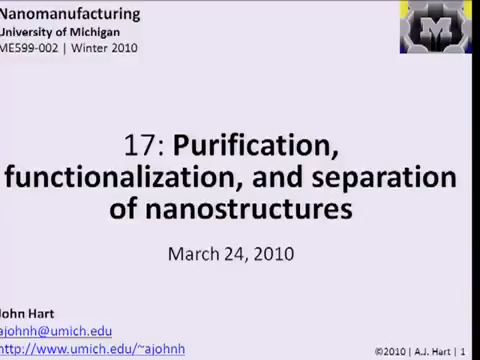 Nanomanufacturing
University of Michigan
ME599-002 | Winter 2010
M
17: Purification,
functionalization, and separation
of nanostructures
March 24, 2010
John Hart
ajohnh@umich.edu
http://www.umich.edu/~ajohnh
©2010 | A.J. Hart | 1